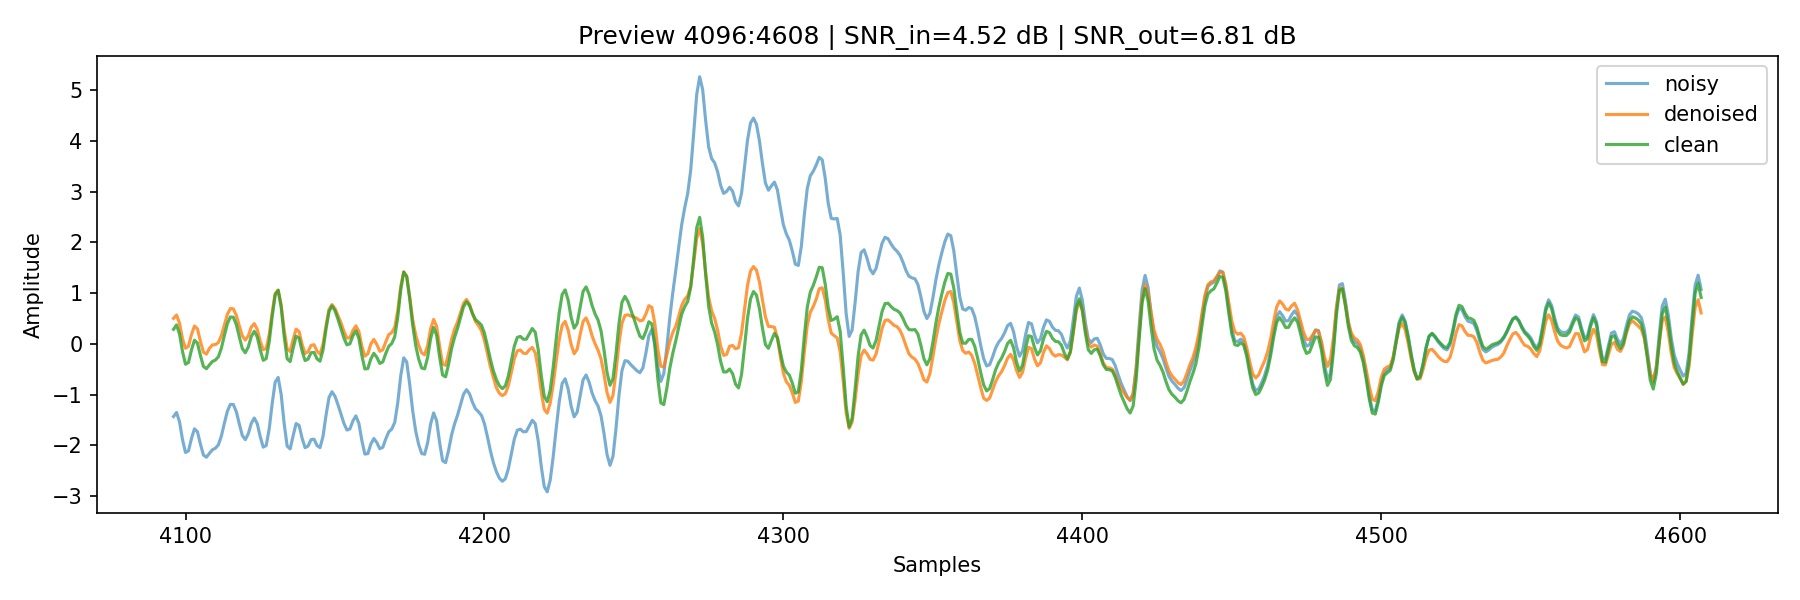 Preview 4096:4608 | SNR_in=4.52 dB | SNR_out=6.81 dB
noisy
denoised
clean
Amplitude
5
4
3
2
1
0
−1
−2
−3
4100 4200 4300 4400 4500 4600
Samples